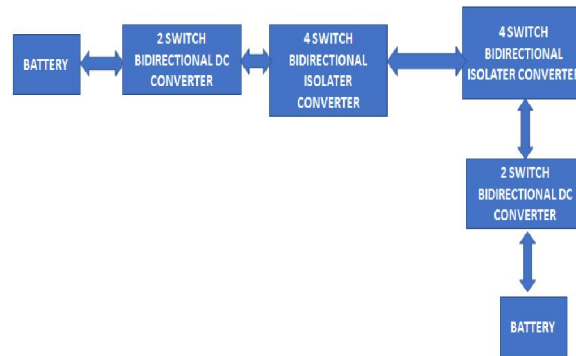 BATTERY
2 SWITCH
BIDIRECTIONAL DC
CONVERTER
4 SWITCH
BIDIRECTIONAL
ISOLATER
CONVERTER
4 SWITCH
BIDIRECTIONAL
ISOLATER CONVERTER
2 SWITCH
BIDIRECTIONAL DC
CONVERTER
BATTERY